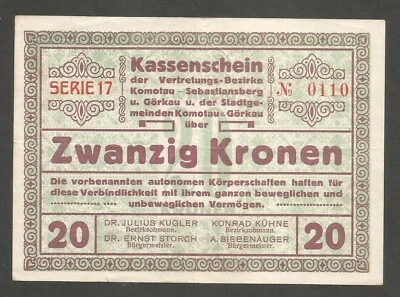 Kassenschein
der Vertretungs-Bezirke
SERIE 17
Komotau - Sebastiansberg
№ 0110
u. Görkau u. der Stadtge-
meinden Komotau - Görkau
über
Zwanzig Kronen
Die vorbenannten autonomen Körperschaften haften für
diese Verbindlichkeit mit ihrem ganzen beweglichen und
unbeweglichen Vermögen.
20
DR. JULIUS KUGLER
Bezirksobmann.
DR. ERNST STORCH
Bürgermeister.
KONRAD KÜHNE
Bezirksobmann.
A. SIEBENÄUGER
Bürgermeister.
20